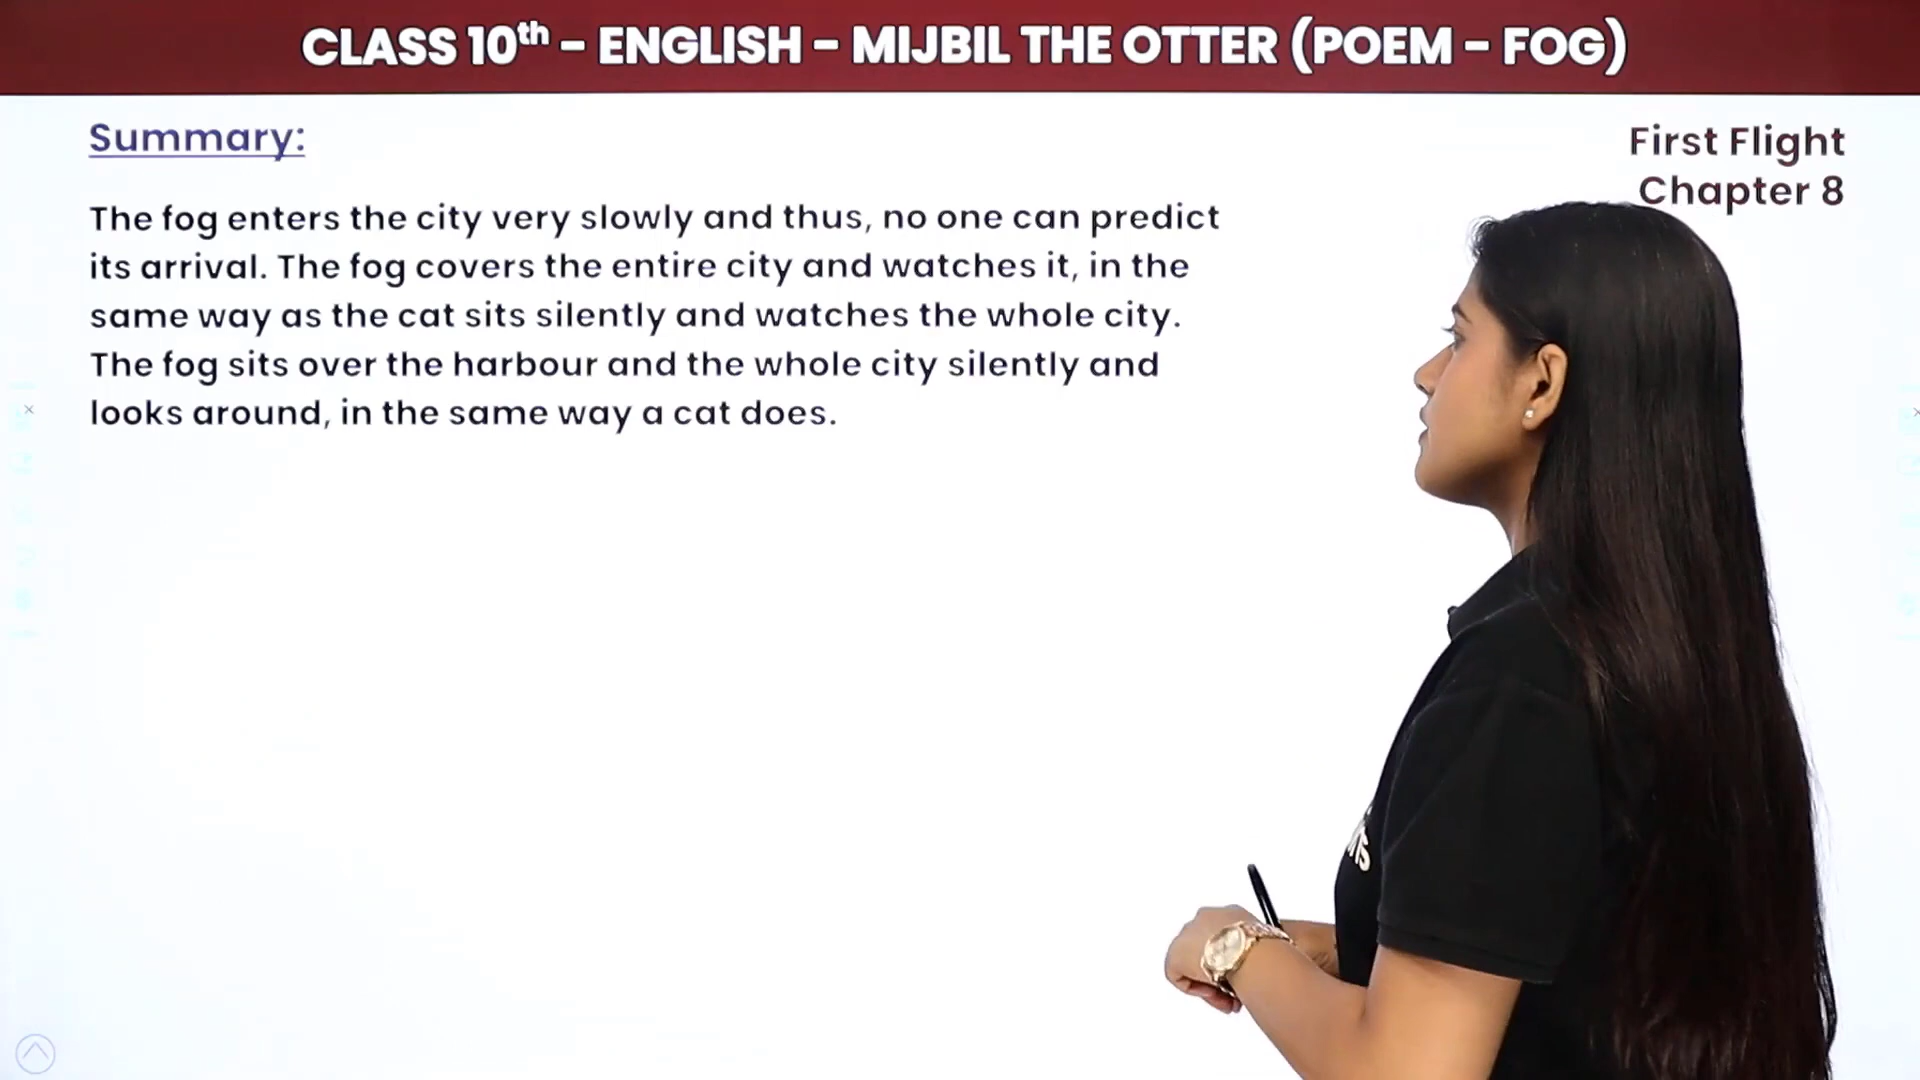 CLASS 10th – ENGLISH – MIJBIL THE OTTER (POEM – FOG)
Summary:
First Flight
Chapter 8
The fog enters the city very slowly and thus, no one can predict
its arrival. The fog covers the entire city and watches it, in the
same way as the cat sits silently and watches the whole city.
The fog sits over the harbour and the whole city silently and
looks around, in the same way a cat does.